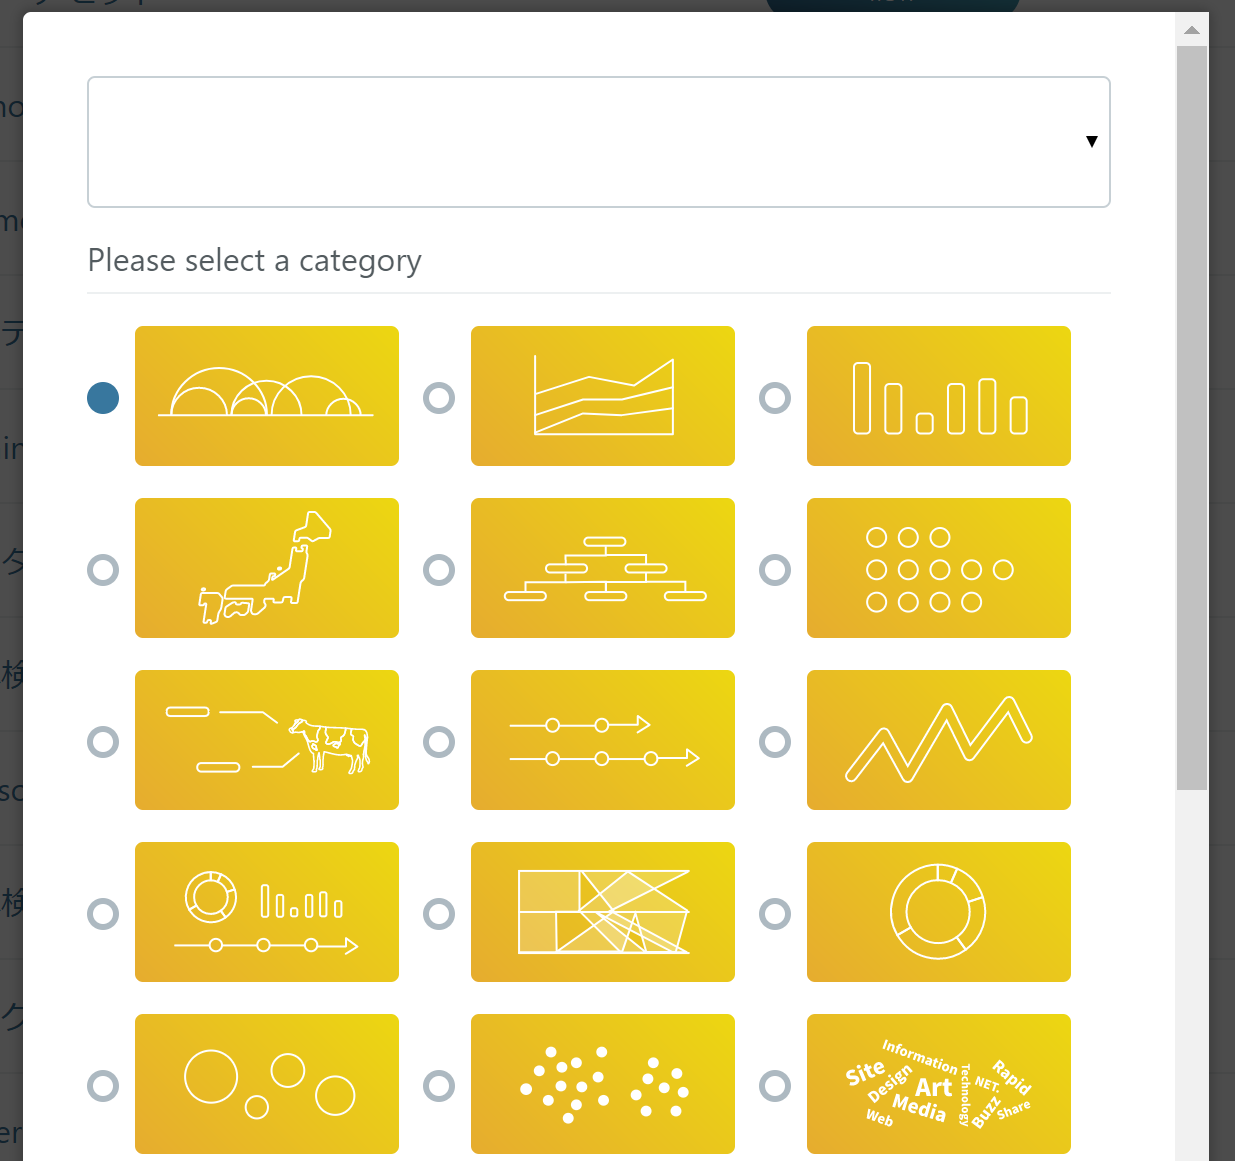 Please select a category
Information
Site
Design
Art
Technology
NET.
Rapid
Media
Buzz
Share
Web